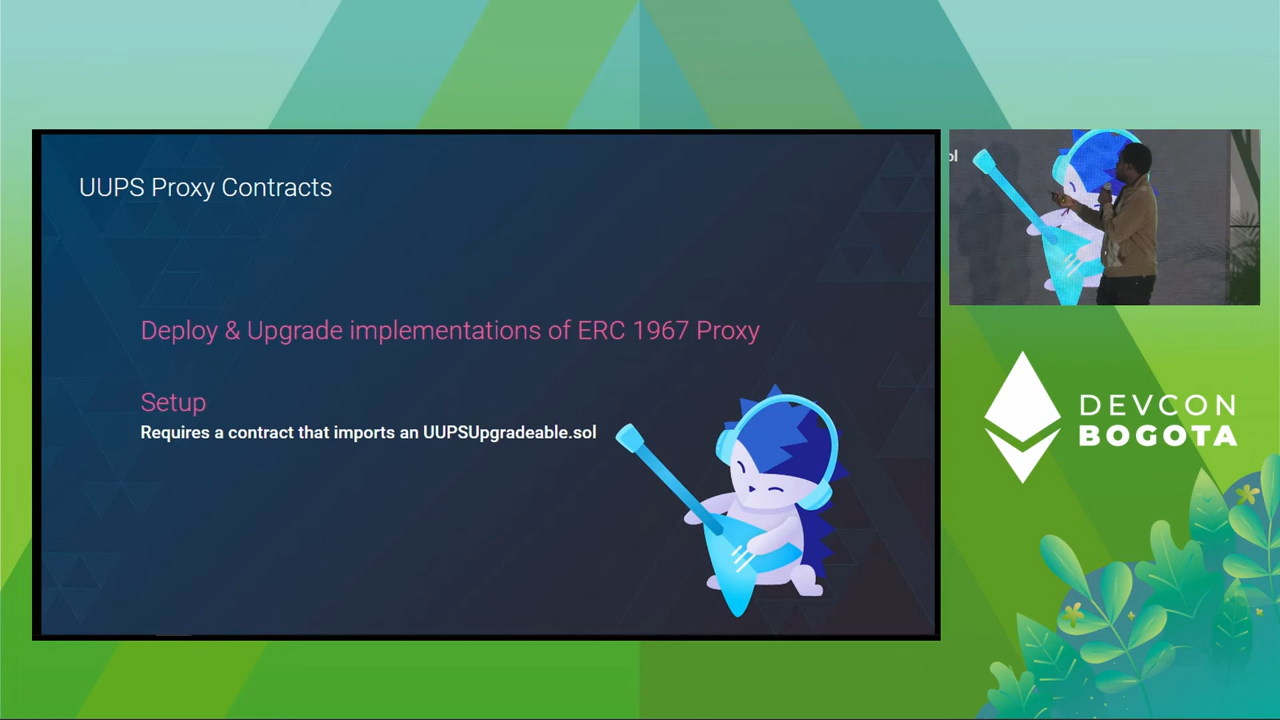 UUPS Proxy Contracts
Deploy & Upgrade implementations of ERC 1967 Proxy
Setup
Requires a contract that imports an UUPSUpgradeable.sol
ol
DEVCON
BOGOTA